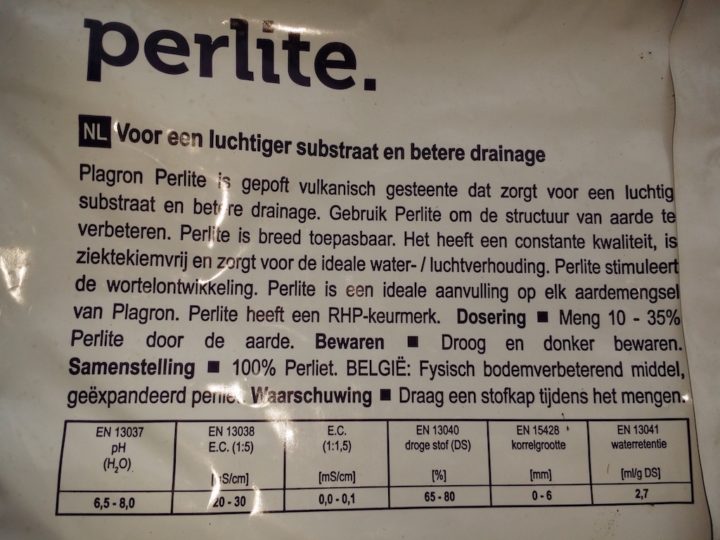 perlite.
NL Voor een luchtiger substraat en betere drainage
Plagron Perlite is gepoft vulkanisch gesteente dat zorgt voor een luchtig
substraat en betere drainage. Gebruik Perlite om de structuur van aarde te
verbeteren. Perlite is breed toepasbaar. Het heeft een constante kwaliteit, is
ziektekiemvrij en zorgt voor de ideale water- / luchtverhouding. Perlite stimuleert
de wortelontwikkeling. Perlite is een ideale aanvulling op elk aardemengsel
van Plagron. Perlite heeft een RHP-keurmerk. Dosering ■ Meng 10 - 35%
Perlite door de aarde. Bewaren ■ Droog en donker bewaren.
Samenstelling ■ 100% Perliet. BELGIË: Fysisch bodemverbeterend middel,
geëxpandeerd perliet. Waarschuwing ■ Draag een stofkap tijdens het mengen.
EN 13037 EN 13038 E.C. EN 13040 EN 15428 EN 13041
pH E.C. (1:5) (1:1,5) droge stof (DS) korrelgrootte waterretentie
(H₂O)
[mS/cm] [mS/cm] [%] [mm] [ml/g DS]
6,5 - 8,0 20 - 30 0,0 - 0,1 65 - 80 0 - 6 2,7